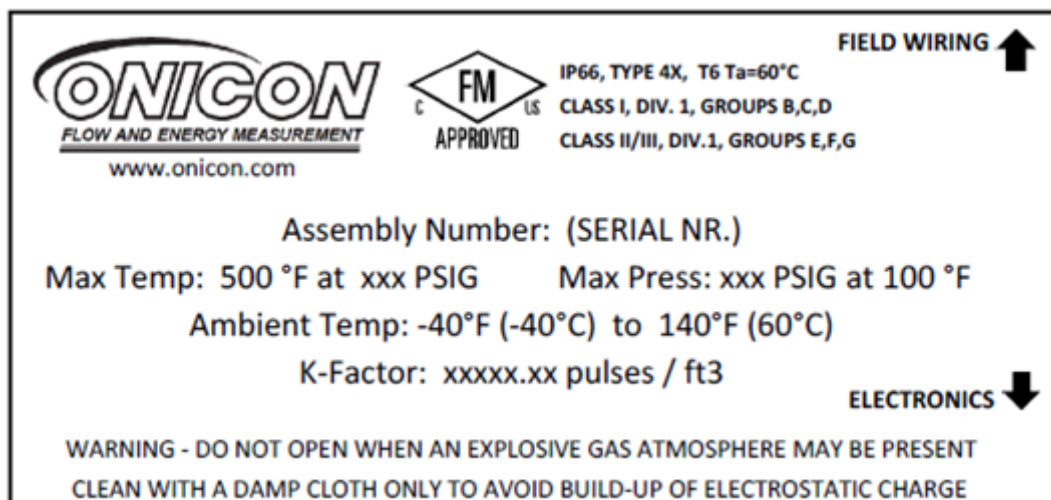 FIELD WIRING
ONICON
FLOW AND ENERGY MEASUREMENT
www.onicon.com
C FM US
APPROVED
IP66, TYPE 4X, T6 Ta=60°C
CLASS I, DIV. 1, GROUPS B,C,D
CLASS II/III, DIV.1, GROUPS E,F,G
Assembly Number: (SERIAL NR.)
Max Temp: 500 °F at xxx PSIG Max Press: xxx PSIG at 100 °F
Ambient Temp: -40°F (-40°C) to 140°F (60°C)
K-Factor: xxxxx.xx pulses / ft3
ELECTRONICS
WARNING - DO NOT OPEN WHEN AN EXPLOSIVE GAS ATMOSPHERE MAY BE PRESENT
CLEAN WITH A DAMP CLOTH ONLY TO AVOID BUILD-UP OF ELECTROSTATIC CHARGE